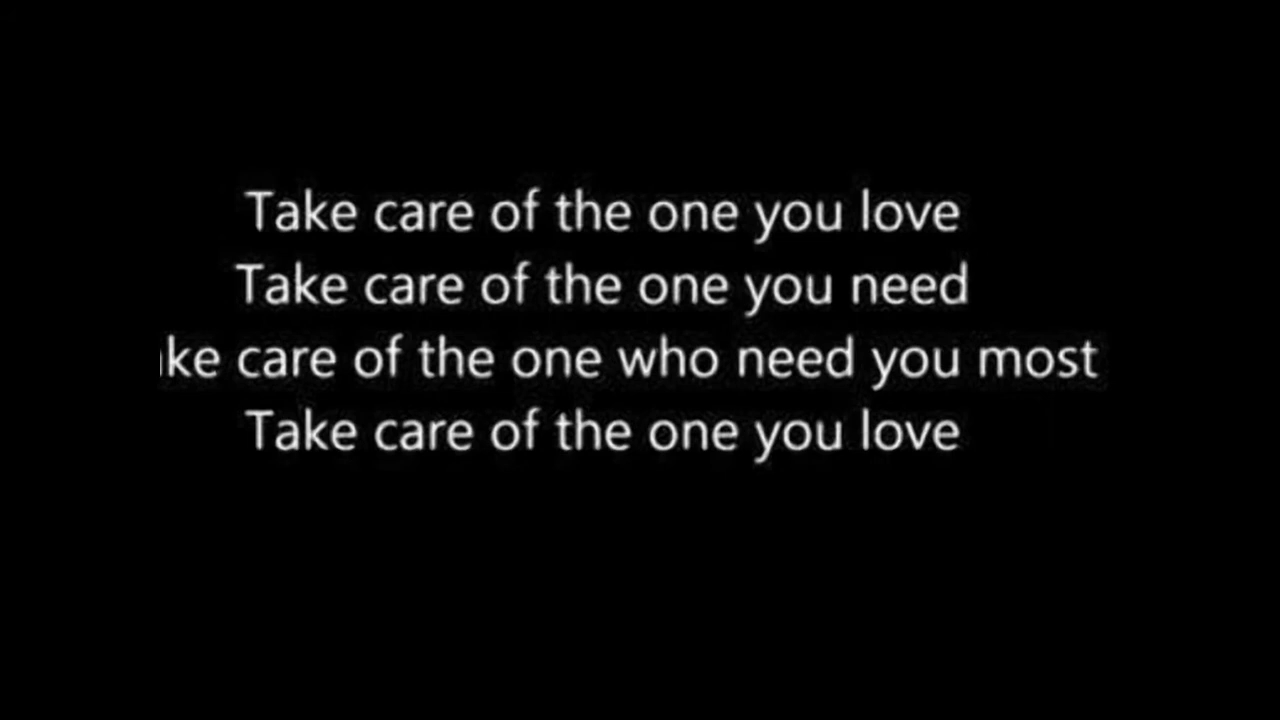 Take care of the one you love
Take care of the one you need
ke care of the one who need you most
Take care of the one you love